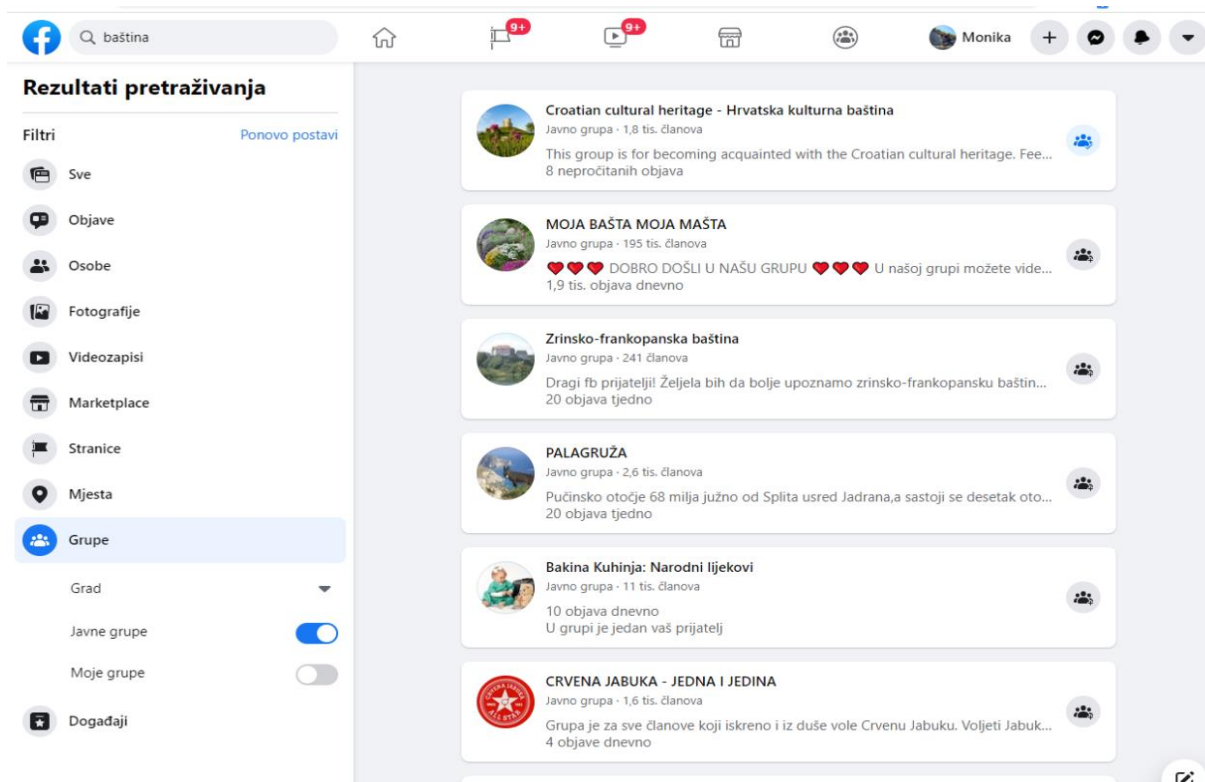 baština
9+
9+
Monika
Rezultati pretraživanja
Filtri
Ponovo postavi
Sve
Objave
Osobe
Fotografije
Videozapisi
Marketplace
Stranice
Mjesta
Grupe
Grad
Javne grupe
Moje grupe
Događaji
Croatian cultural heritage - Hrvatska kulturna baština
Javno grupa · 1,8 tis. članova
This group is for becoming acquainted with the Croatian cultural heritage. Fee...
8 nepročitanih objava
MOJA BAŠTA MOJA MAŠTA
Javno grupa · 195 tis. članova
❤❤❤ DOBRO DOŠLI U NAŠU GRUPU ❤❤❤ U našoj grupi možete vide...
1,9 tis. objava dnevno
Zrinsko-frankopanska baština
Javno grupa · 241 članova
Dragi fb prijatelji! Željela bih da bolje upoznamo zrinsko-frankopansku baštin...
20 objava tjedno
PALAGRUŽA
Javno grupa · 2,6 tis. članova
Pučinsko otočje 68 milja južno od Splita usred Jadrana,a sastoji se desetak oto...
20 objava tjedno
Bakina Kuhinja: Narodni lijekovi
Javno grupa · 11 tis. članova
10 objava dnevno
U grupi je jedan vaš prijatelj
CRVENA JABUKA - JEDNA I JEDINA
Javno grupa · 1,6 tis. članova
Grupa je za sve članove koji iskreno i iz duše vole Crvenu Jabuku. Voljeti Jabuk...
4 objave dnevno
CRVENA JABUKA
ALL STAR